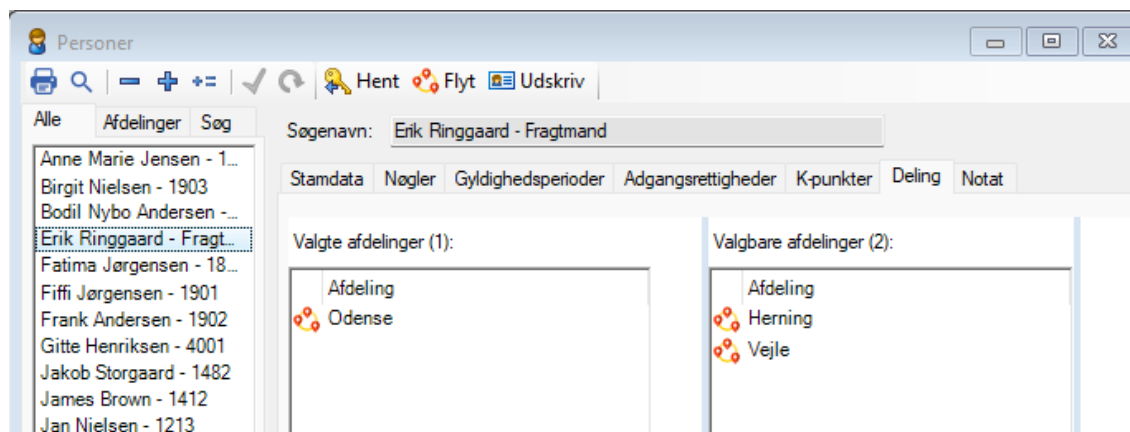 Personer
Hent Flyt Udskriv
Alle Afdelinger Søg
Anne Marie Jensen - 1...
Birgit Nielsen - 1903
Bodil Nybo Andersen -...
Erik Ringgaard - Fragt...
Fatima Jørgensen - 18...
Fiffi Jørgensen - 1901
Frank Andersen - 1902
Gitte Henriksen - 4001
Jakob Storgaard - 1482
James Brown - 1412
Jan Nielsen - 1213
Søgenavn: Erik Ringgaard - Fragtmand
Stamdata Nøgler Gyldighedsperioder Adgangsrettigheder K-punkter Deling Notat
Valgte afdelinger (1):
Afdeling
Odense
Valgbare afdelinger (2):
Afdeling
Herning
Vejle